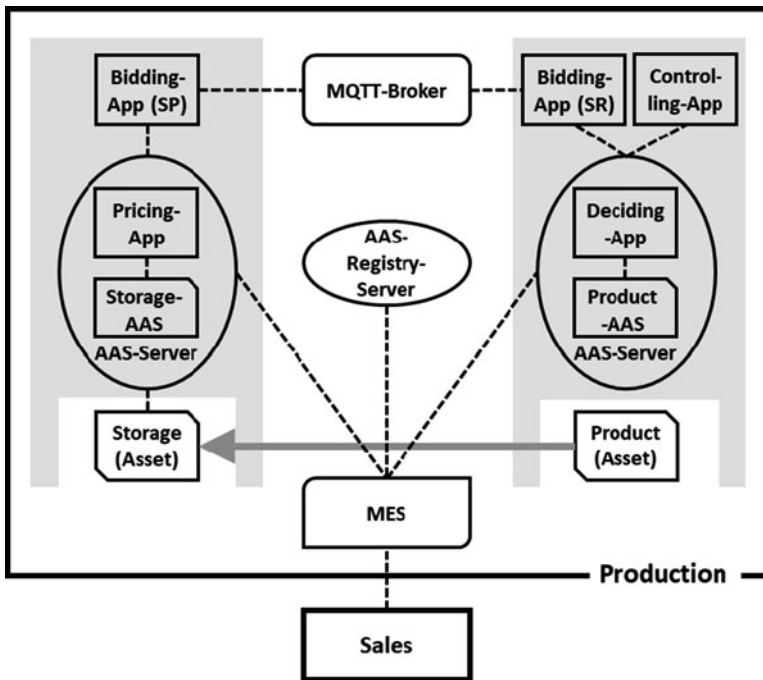 Bidding-
App (SP)
MQTT-Broker
Bidding-
App (SR)
Control-
ling-App
Pricing-
App
Storage-
AAS
AAS-Server
AAS-
Registry-
Server
Deciding
-App
Product
-AAS
AAS-Server
Storage
(Asset)
Product
(Asset)
MES
Production
Sales